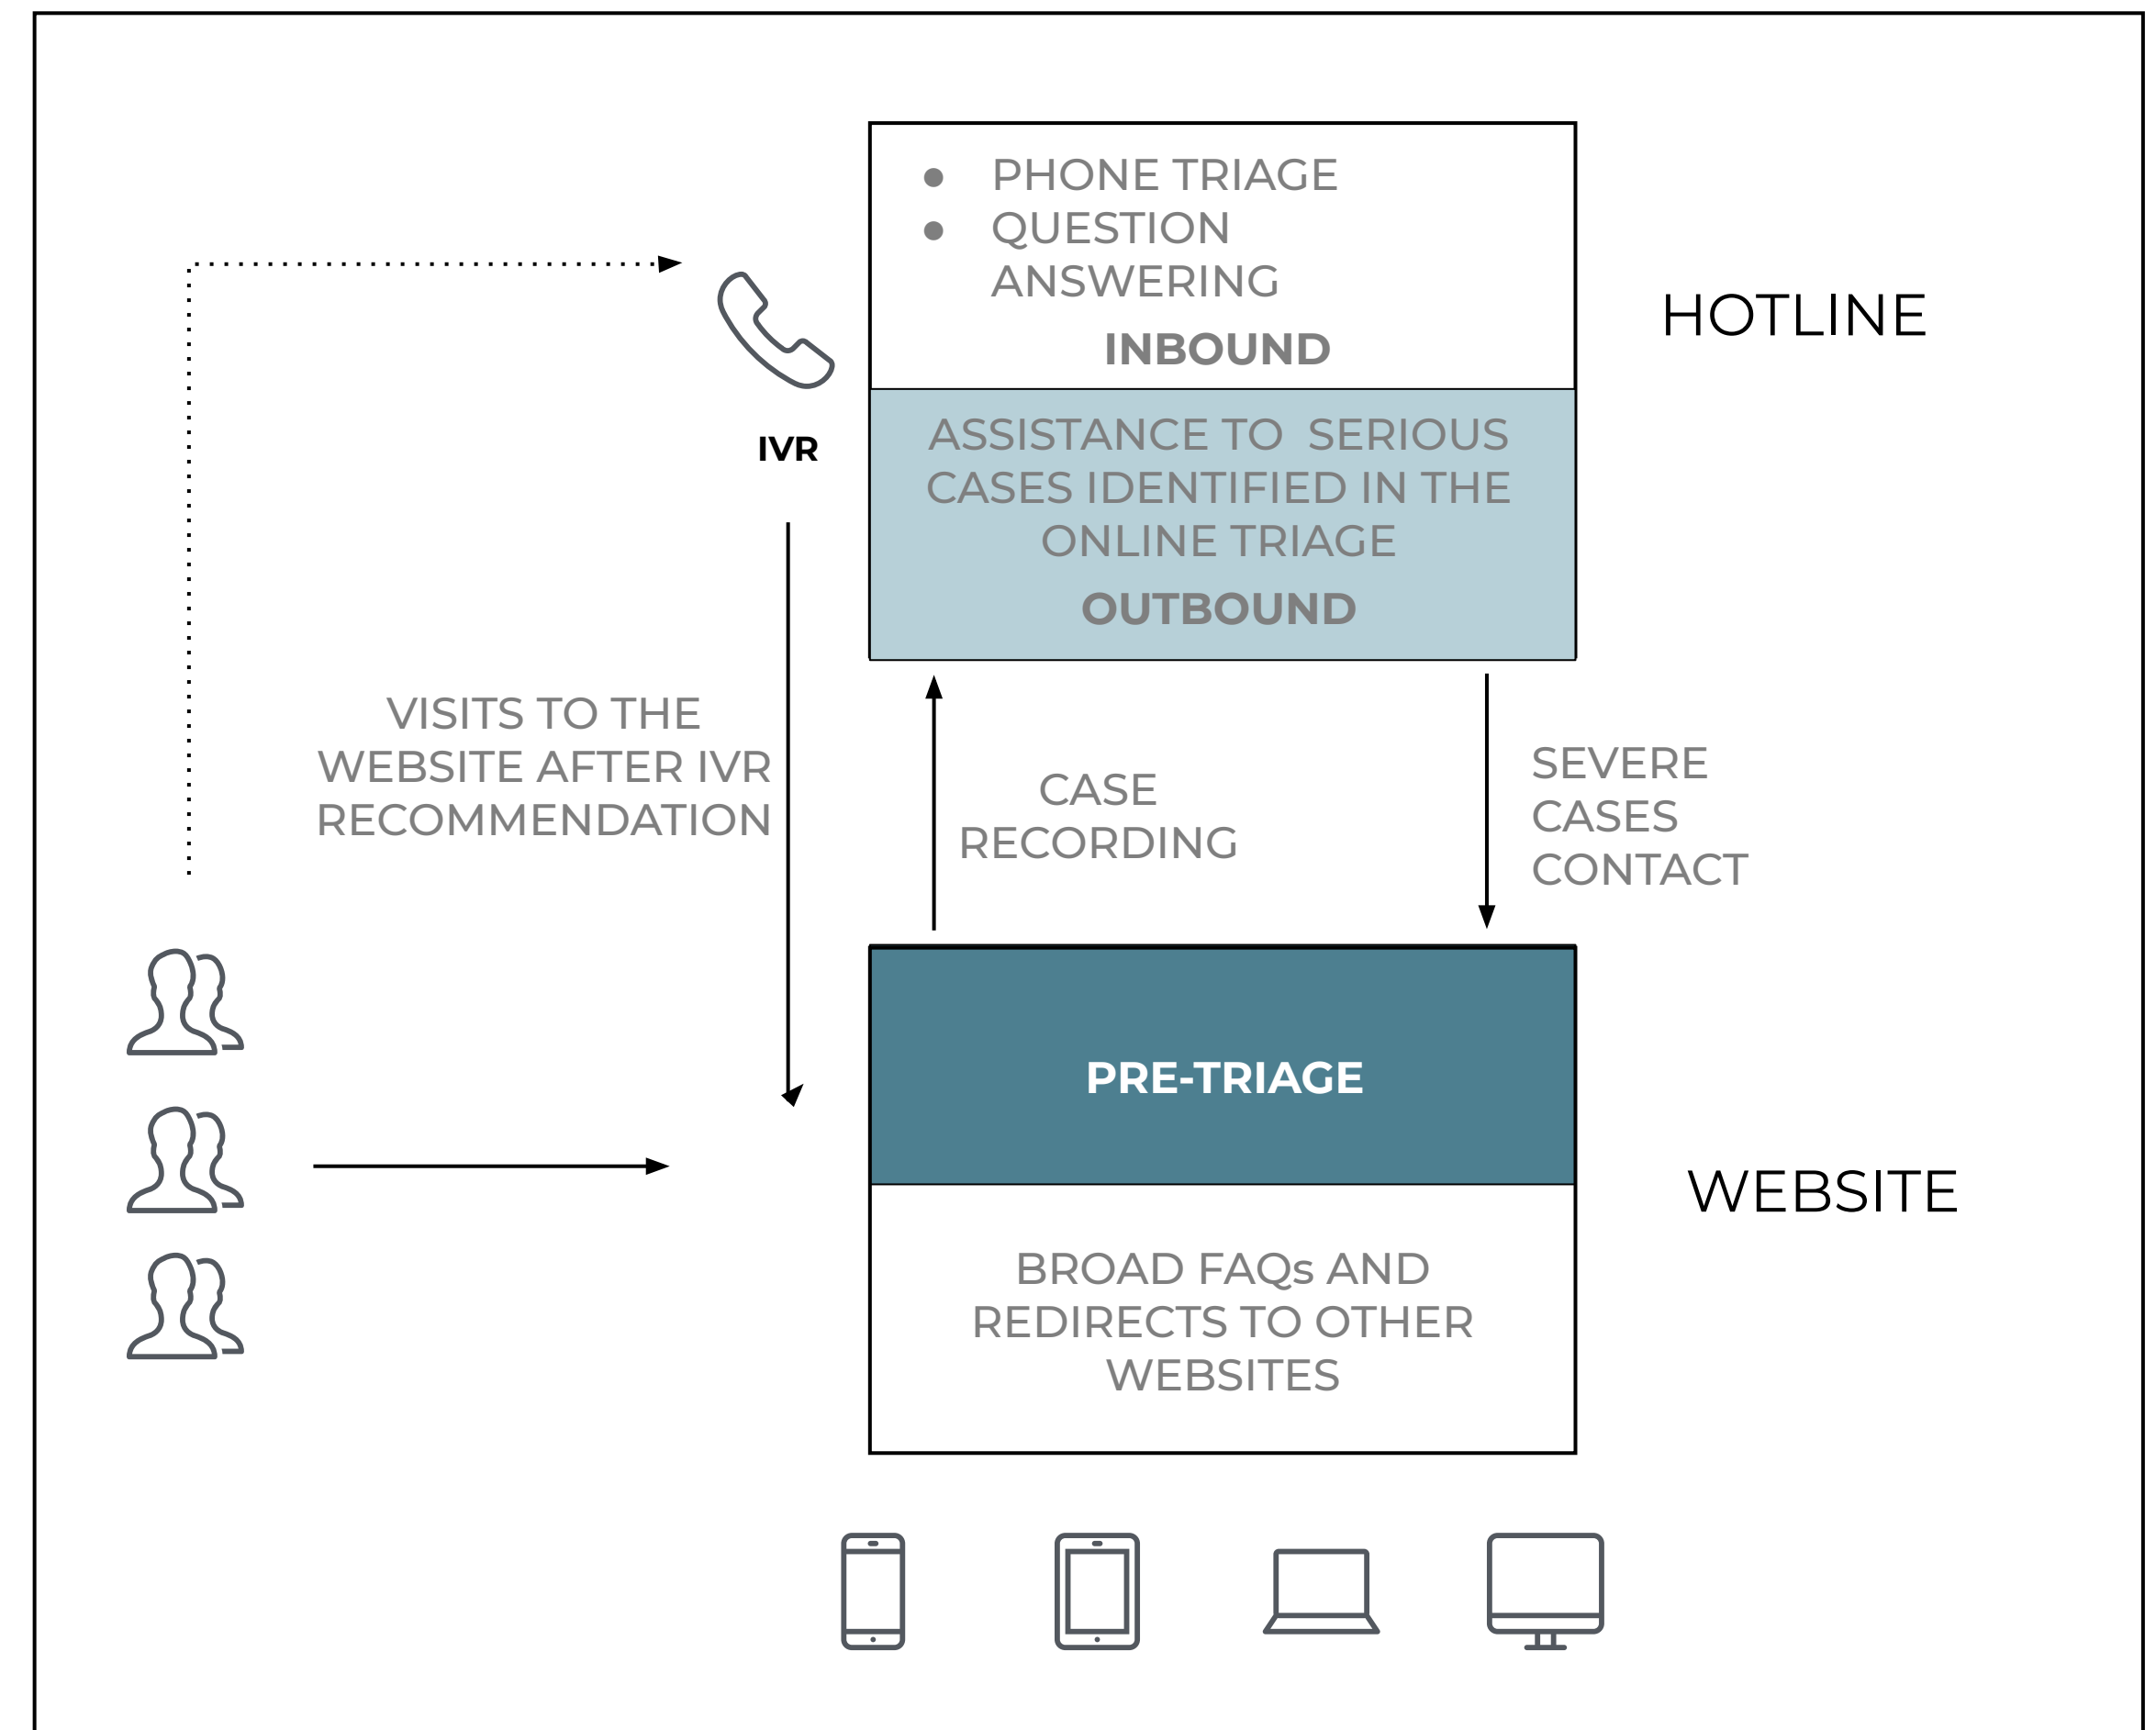 ● PHONE TRIAGE
● QUESTION
ANSWERING
INBOUND
HOTLINE
IVR
ASSISTANCE TO  SERIOUS
CASES IDENTIFIED IN THE
ONLINE TRIAGE
OUTBOUND
VISITS TO THE
WEBSITE AFTER IVR
RECOMMENDATION
CASE
RECORDING
SEVERE
CASES
CONTACT
PRE-TRIAGE
WEBSITE
BROAD FAQs AND
REDIRECTS TO OTHER
WEBSITES